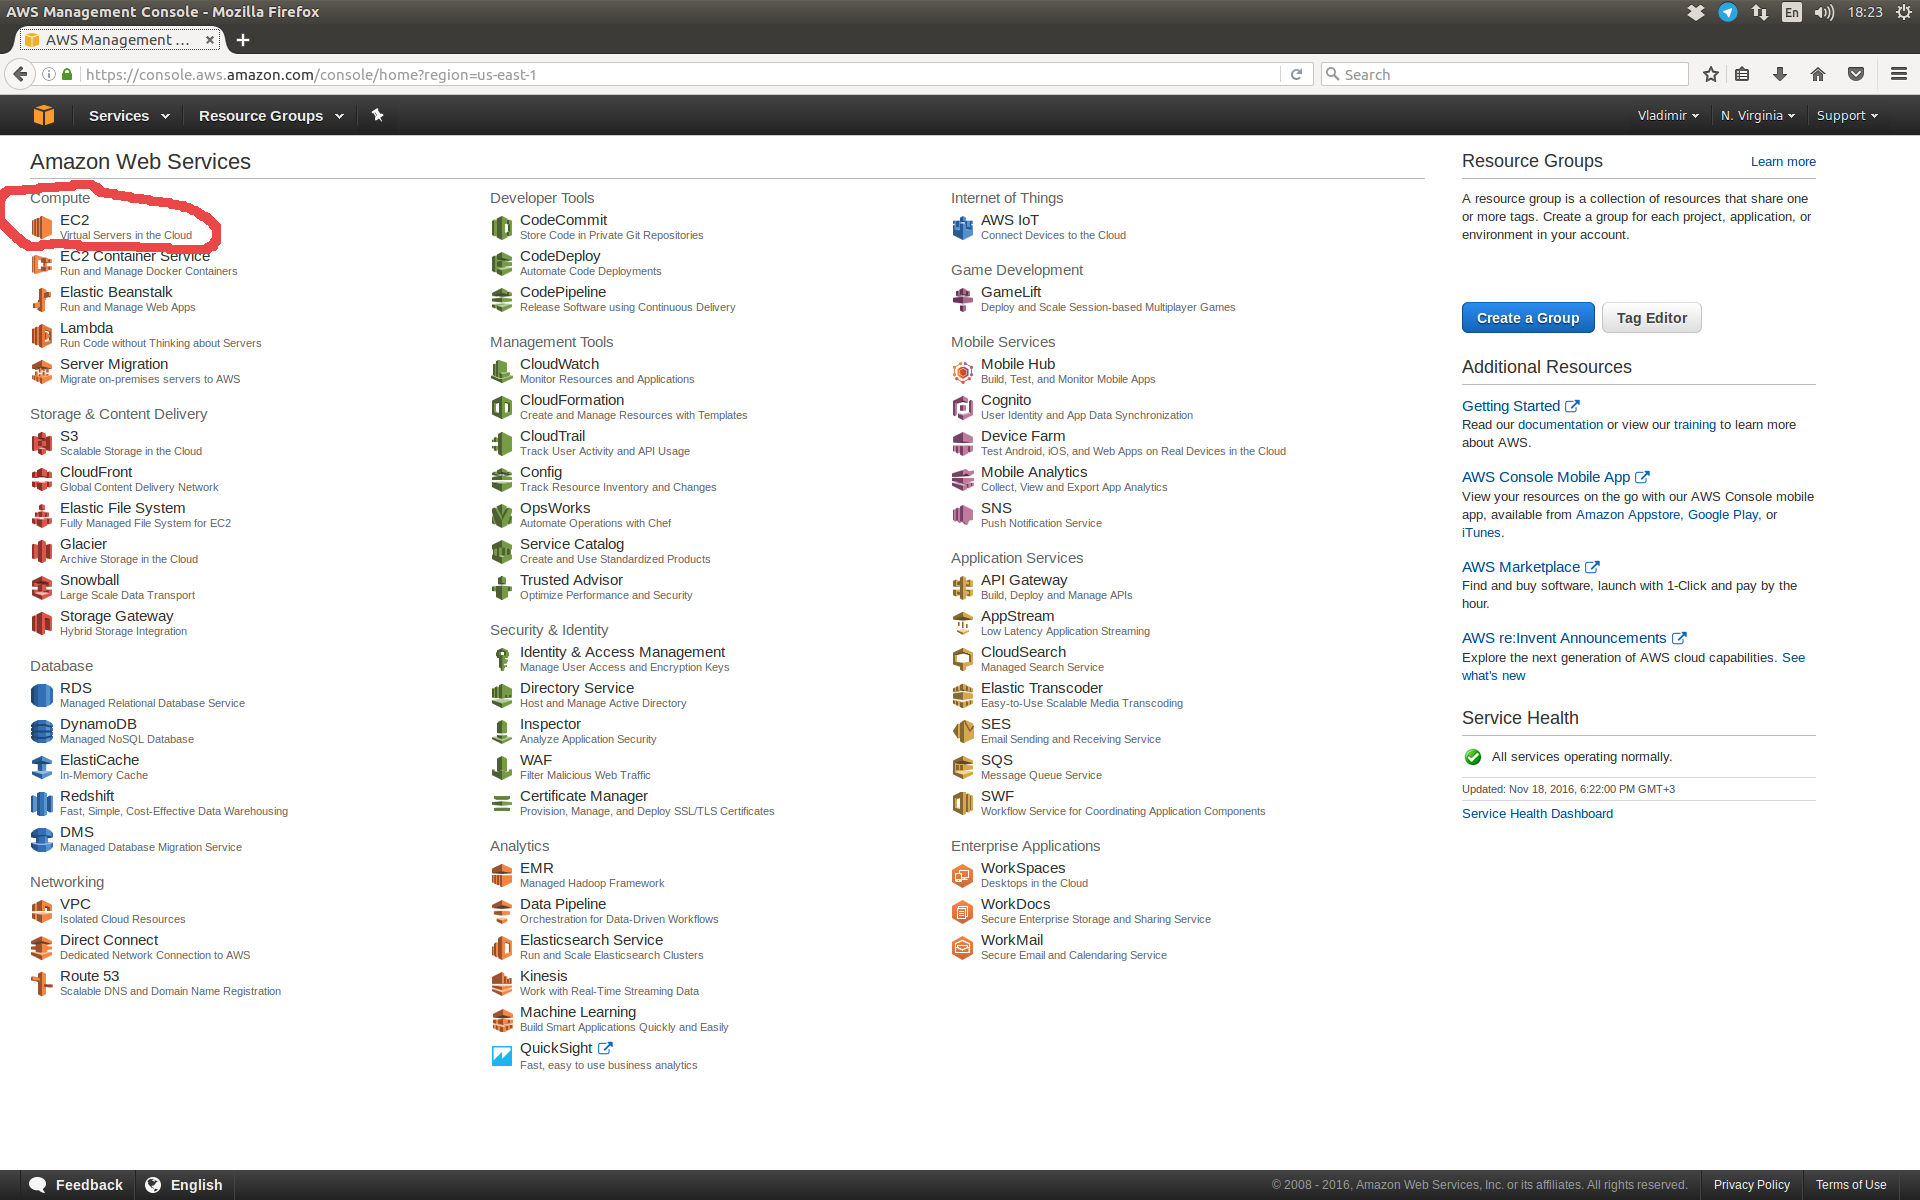 AWS Management Console - Mozilla Firefox
En
18:23
AWS Management ...
https://console.aws.amazon.com/console/home?region=us-east-1
Search
Services
Resource Groups
Vladimir
N. Virginia
Support
Amazon Web Services
Compute
EC2
Virtual Servers in the Cloud
EC2 Container Service
Run and Manage Docker Containers
Elastic Beanstalk
Run and Manage Web Apps
Lambda
Run Code without Thinking about Servers
Server Migration
Migrate on-premises servers to AWS
Storage & Content Delivery
S3
Scalable Storage in the Cloud
CloudFront
Global Content Delivery Network
Elastic File System
Fully Managed File System for EC2
Glacier
Archive Storage in the Cloud
Snowball
Large Scale Data Transport
Storage Gateway
Hybrid Storage Integration
Database
RDS
Managed Relational Database Service
DynamoDB
Managed NoSQL Database
ElastiCache
In-Memory Cache
Redshift
Fast, Simple, Cost-Effective Data Warehousing
DMS
Managed Database Migration Service
Networking
VPC
Isolated Cloud Resources
Direct Connect
Dedicated Network Connection to AWS
Route 53
Scalable DNS and Domain Name Registration
Developer Tools
CodeCommit
Store Code in Private Git Repositories
CodeDeploy
Automate Code Deployments
CodePipeline
Release Software using Continuous Delivery
Management Tools
CloudWatch
Monitor Resources and Applications
CloudFormation
Create and Manage Resources with Templates
CloudTrail
Track User Activity and API Usage
Config
Track Resource Inventory and Changes
OpsWorks
Automate Operations with Chef
Service Catalog
Create and Use Standardized Products
Trusted Advisor
Optimize Performance and Security
Security & Identity
Identity & Access Management
Manage User Access and Encryption Keys
Directory Service
Host and Manage Active Directory
Inspector
Analyze Application Security
WAF
Filter Malicious Web Traffic
Certificate Manager
Provision, Manage, and Deploy SSL/TLS Certificates
Analytics
EMR
Managed Hadoop Framework
Data Pipeline
Orchestration for Data-Driven Workflows
Elasticsearch Service
Run and Scale Elasticsearch Clusters
Kinesis
Work with Real-Time Streaming Data
Machine Learning
Build Smart Applications Quickly and Easily
QuickSight
Fast, easy to use business analytics
Internet of Things
AWS IoT
Connect Devices to the Cloud
Game Development
GameLift
Deploy and Scale Session-based Multiplayer Games
Mobile Services
Mobile Hub
Build, Test, and Monitor Mobile Apps
Cognito
User Identity and App Data Synchronization
Device Farm
Test Android, iOS, and Web Apps on Real Devices in the Cloud
Mobile Analytics
Collect, View and Export App Analytics
SNS
Push Notification Service
Application Services
API Gateway
Build, Deploy and Manage APIs
AppStream
Low Latency Application Streaming
CloudSearch
Managed Search Service
Elastic Transcoder
Easy-to-Use Scalable Media Transcoding
SES
Email Sending and Receiving Service
SQS
Message Queue Service
SWF
Workflow Service for Coordinating Application Components
Enterprise Applications
WorkSpaces
Desktops in the Cloud
WorkDocs
Secure Enterprise Storage and Sharing Service
WorkMail
Secure Email and Calendaring Service
Resource Groups
Learn more
A resource group is a collection of resources that share one
or more tags. Create a group for each project, application, or
environment in your account.
Create a Group
Tag Editor
Additional Resources
Getting Started
Read our documentation or view our training to learn more
about AWS.
AWS Console Mobile App
View your resources on the go with our AWS Console mobile
app, available from Amazon Appstore, Google Play, or
iTunes.
AWS Marketplace
Find and buy software, launch with 1-Click and pay by the
hour.
AWS re:Invent Announcements
Explore the next generation of AWS cloud capabilities. See
what's new
Service Health
All services operating normally.
Updated: Nov 18, 2016, 6:22:00 PM GMT+3
Service Health Dashboard
Feedback
English
© 2008 - 2016, Amazon Web Services, Inc. or its affiliates. All rights reserved.
Privacy Policy
Terms of Use